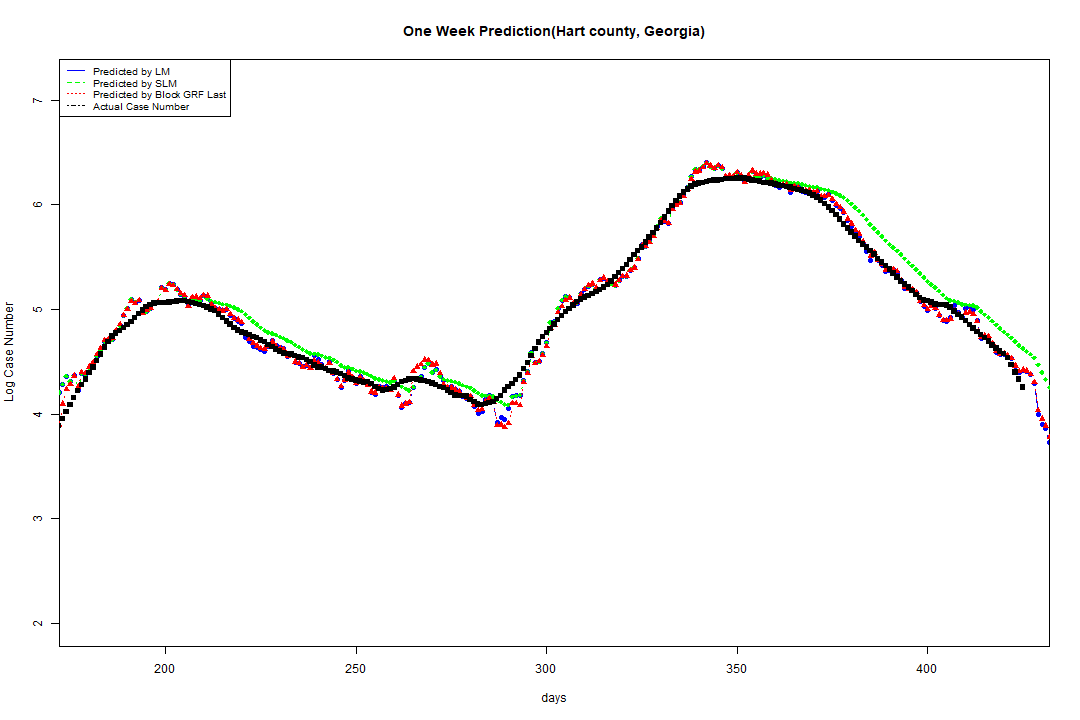 One Week Prediction(Hart county, Georgia)
Predicted by LM
Predicted by SLM
Predicted by Block GRF Last
Actual Case Number
7
6
5
4
3
2
Log Case Number
200 250 300 350 400
days